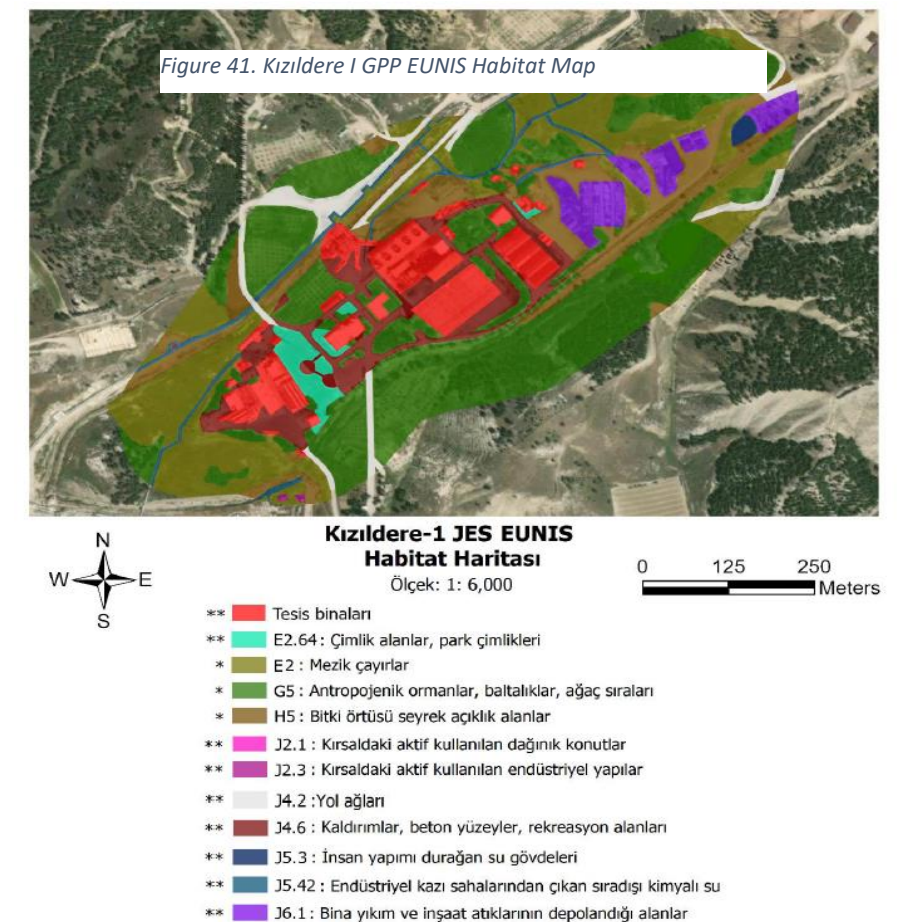 Figure 41. Kızıldere I GPP EUNIS Habitat Map
Kızıldere-1 JES EUNIS
Habitat Haritası
Ölçek: 1: 6,000
N
W E
S
0 125 250
Meters
** Tesis binaları
** E2.64: Çimlik alanlar, park çimlikleri
* E2 : Mezik çayırlar
* G5 : Antropojenik ormanlar, baltalıklar, ağaç sıraları
* H5 : Bitki örtüsü seyrek açıklık alanlar
** J2.1 : Kırsaldaki aktif kullanılan dağınık konutlar
** J2.3 : Kırsaldaki aktif kullanılan endüstriyel yapılar
** J4.2 :Yol ağları
** J4.6 : Kaldırımlar, beton yüzeyler, rekreasyon alanları
** J5.3 : İnsan yapımı durağan su gövdeleri
** J5.42 : Endüstriyel kazı sahalarından çıkan sıradışı kimyalı su
** J6.1 : Bina yıkım ve inşaat atıklarının depolandığı alanlar